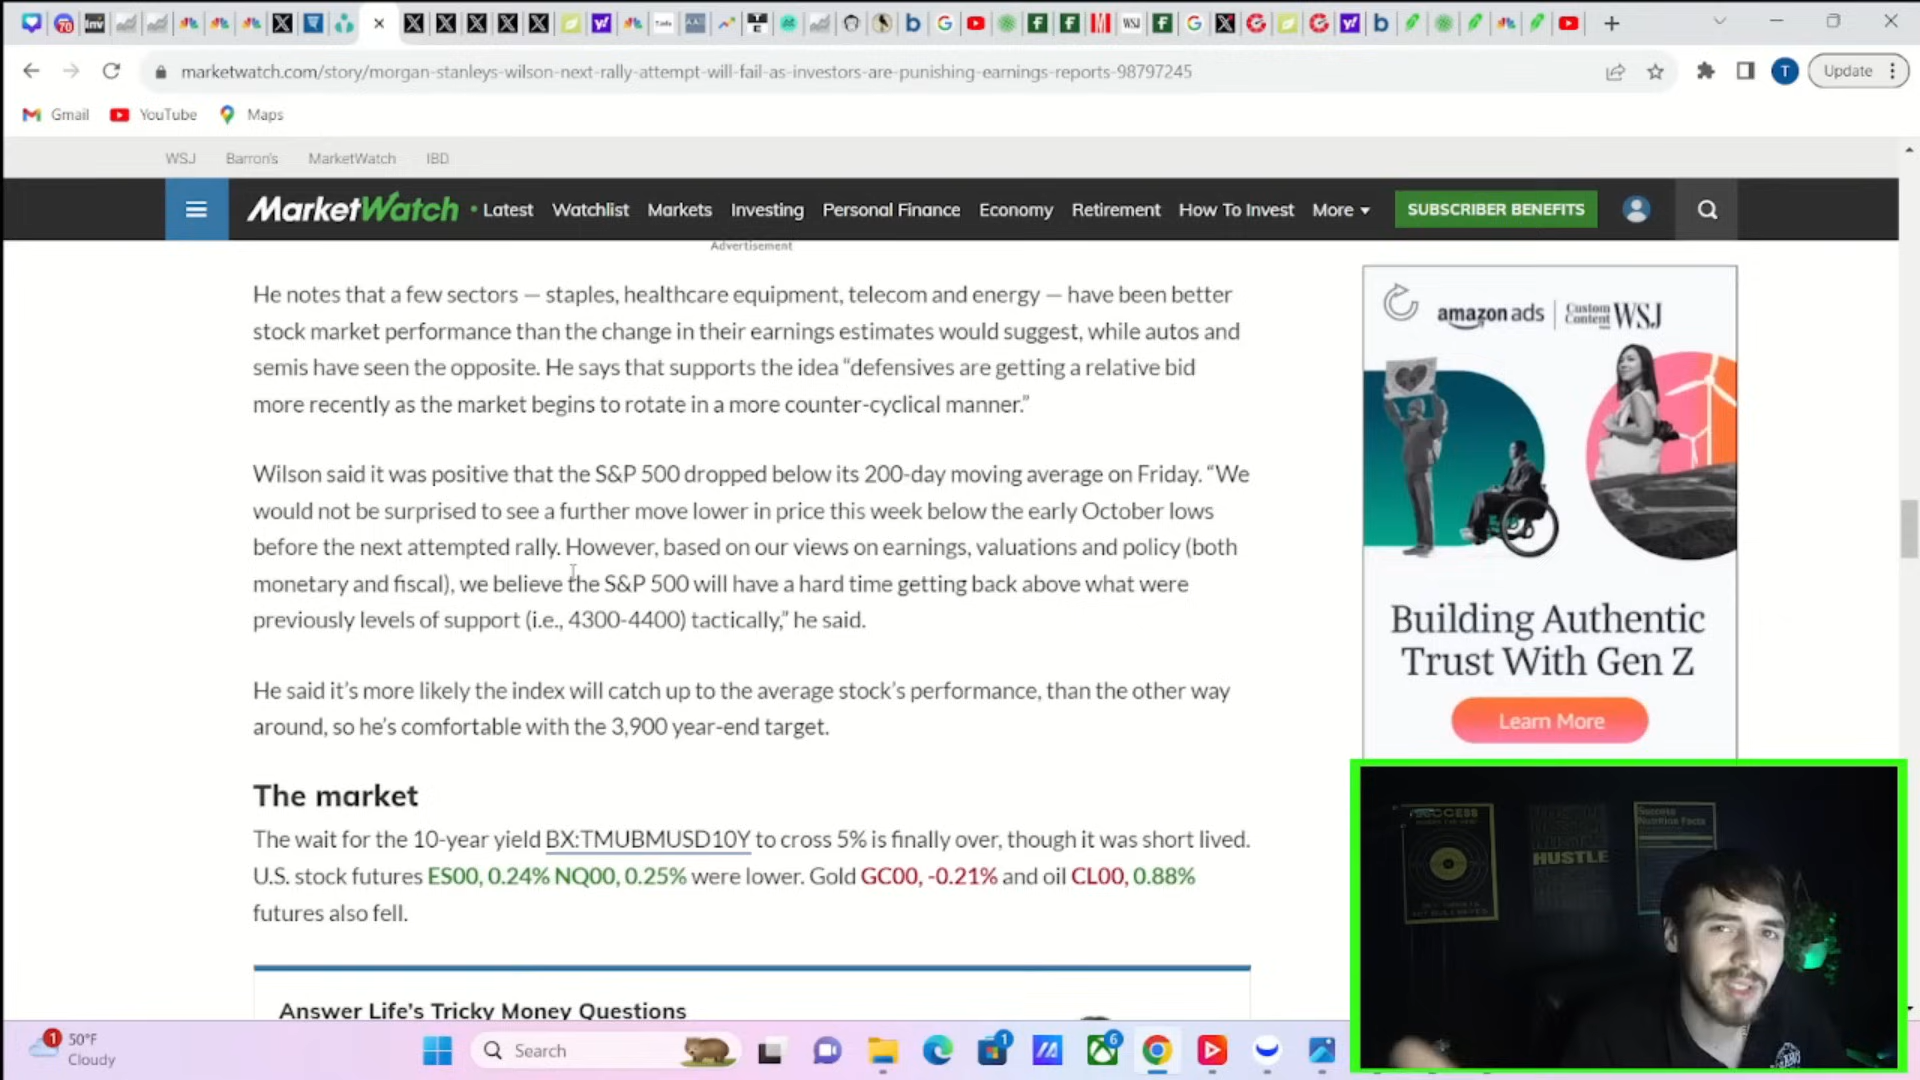 marketwatch.com/story/morgan-stanleys-wilson-next-rally-attempt-will-fail-as-investors-are-punishing-earnings-reports-98797245
T
Update
Gmail
YouTube
Maps
WSJ
Barron's
MarketWatch
IBD
MarketWatch
Latest
Watchlist
Markets
Investing
Personal Finance
Economy
Retirement
How To Invest
More
SUBSCRIBER BENEFITS
Advertisement
He notes that a few sectors — staples, healthcare equipment, telecom and energy — have been better
stock market performance than the change in their earnings estimates would suggest, while autos and
semis have seen the opposite. He says that supports the idea “defensives are getting a relative bid
more recently as the market begins to rotate in a more counter-cyclical manner.”
Wilson said it was positive that the S&P 500 dropped below its 200-day moving average on Friday. “We
would not be surprised to see a further move lower in price this week below the early October lows
before the next attempted rally. However, based on our views on earnings, valuations and policy (both
monetary and fiscal), we believe the S&P 500 will have a hard time getting back above what were
previously levels of support (i.e., 4300-4400) tactically,” he said.
He said it’s more likely the index will catch up to the average stock’s performance, than the other way
around, so he’s comfortable with the 3,900 year-end target.
The market
The wait for the 10-year yield BX:TMUBMUSD10Y to cross 5% is finally over, though it was short lived.
U.S. stock futures ES00, 0.24% NQ00, 0.25% were lower. Gold GC00, -0.21% and oil CL00, 0.88%
futures also fell.
Answer Life’s Tricky Money Questions
amazon ads
Custom
Content
WSJ
Building Authentic
Trust With Gen Z
Learn More
SUCCESS
HUSTLE
Success
Nutrition Facts
1
50°F
Cloudy
Search
1
6